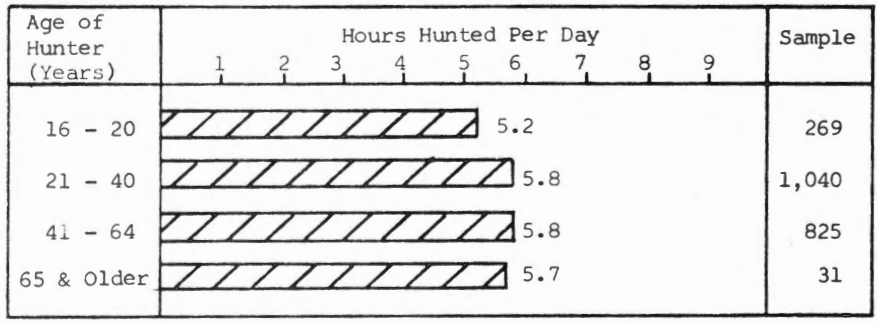 Age of
Hunter
(Years)
Hours Hunted Per Day
1 2 3 4 5 6 7 8 9
Sample
16 - 20 5.2 269
21 - 40 5.8 1,040
41 - 64 5.8 825
65 & Older 5.7 31